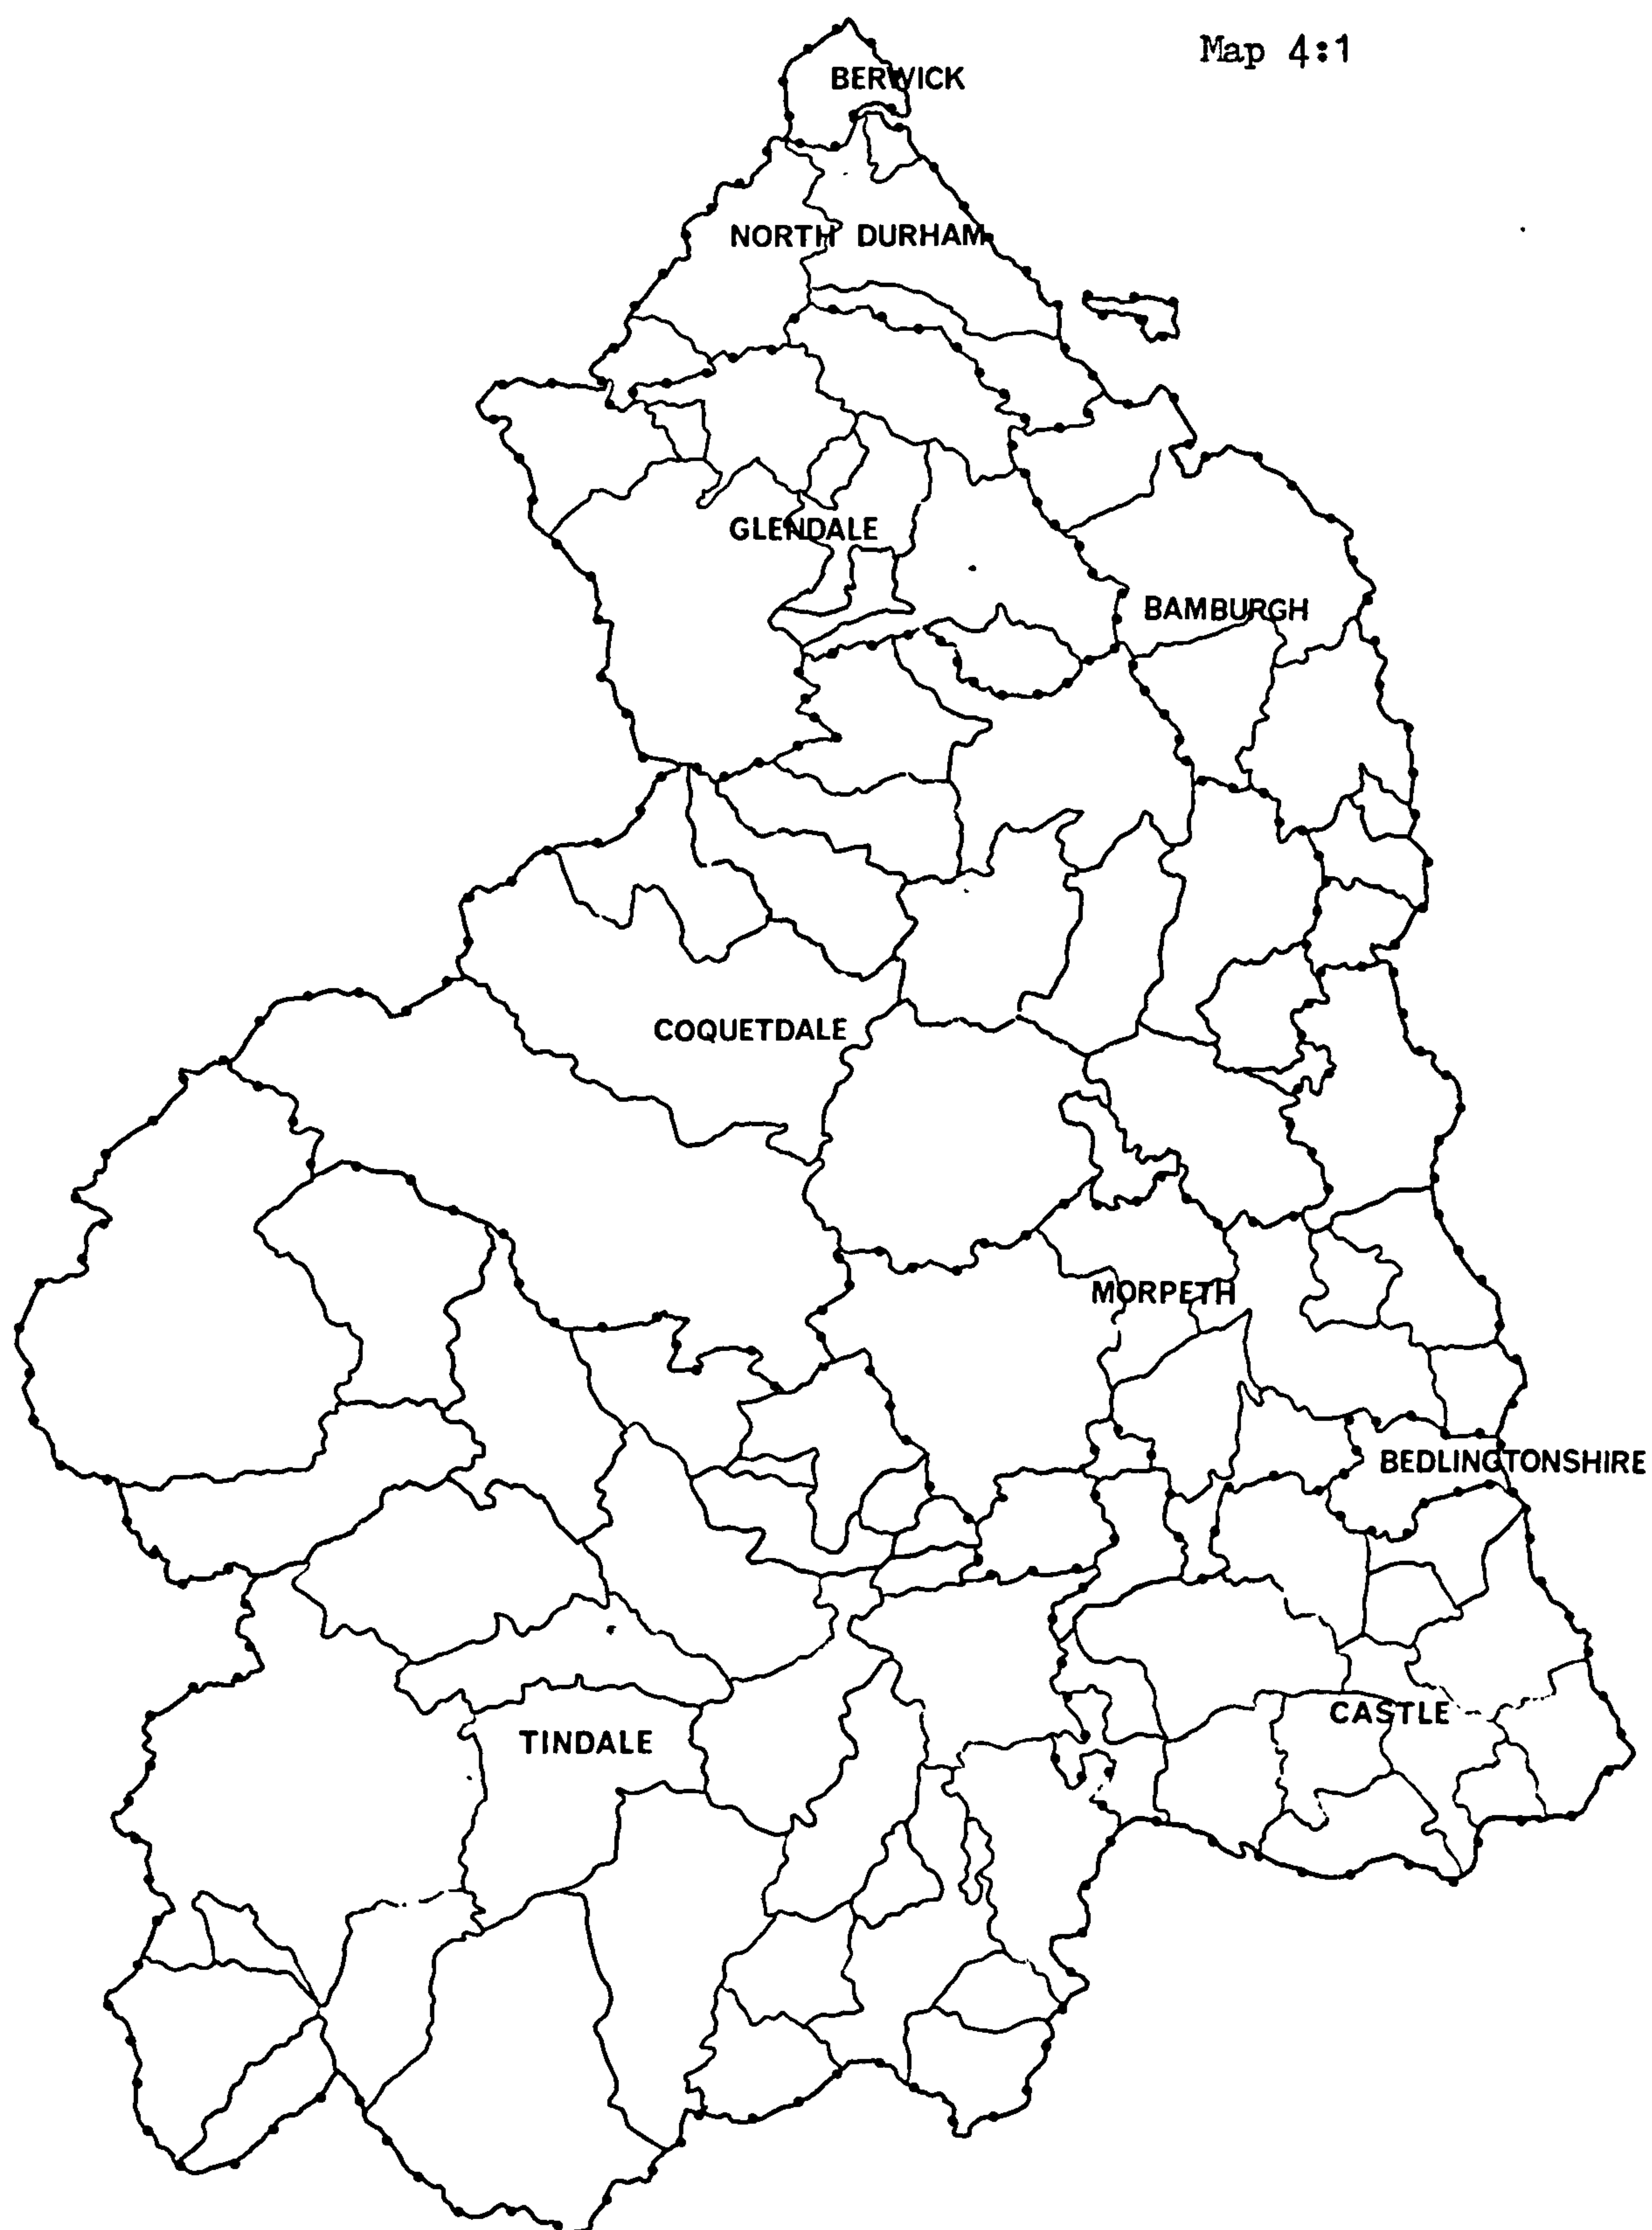 Map 4:1
BERWICK
NORTH DURHAM
GLENDALE
BAMBURGH
COQUETDALE
MORPETH
BEDLINGTONSHIRE
CASTLE
TINDALE